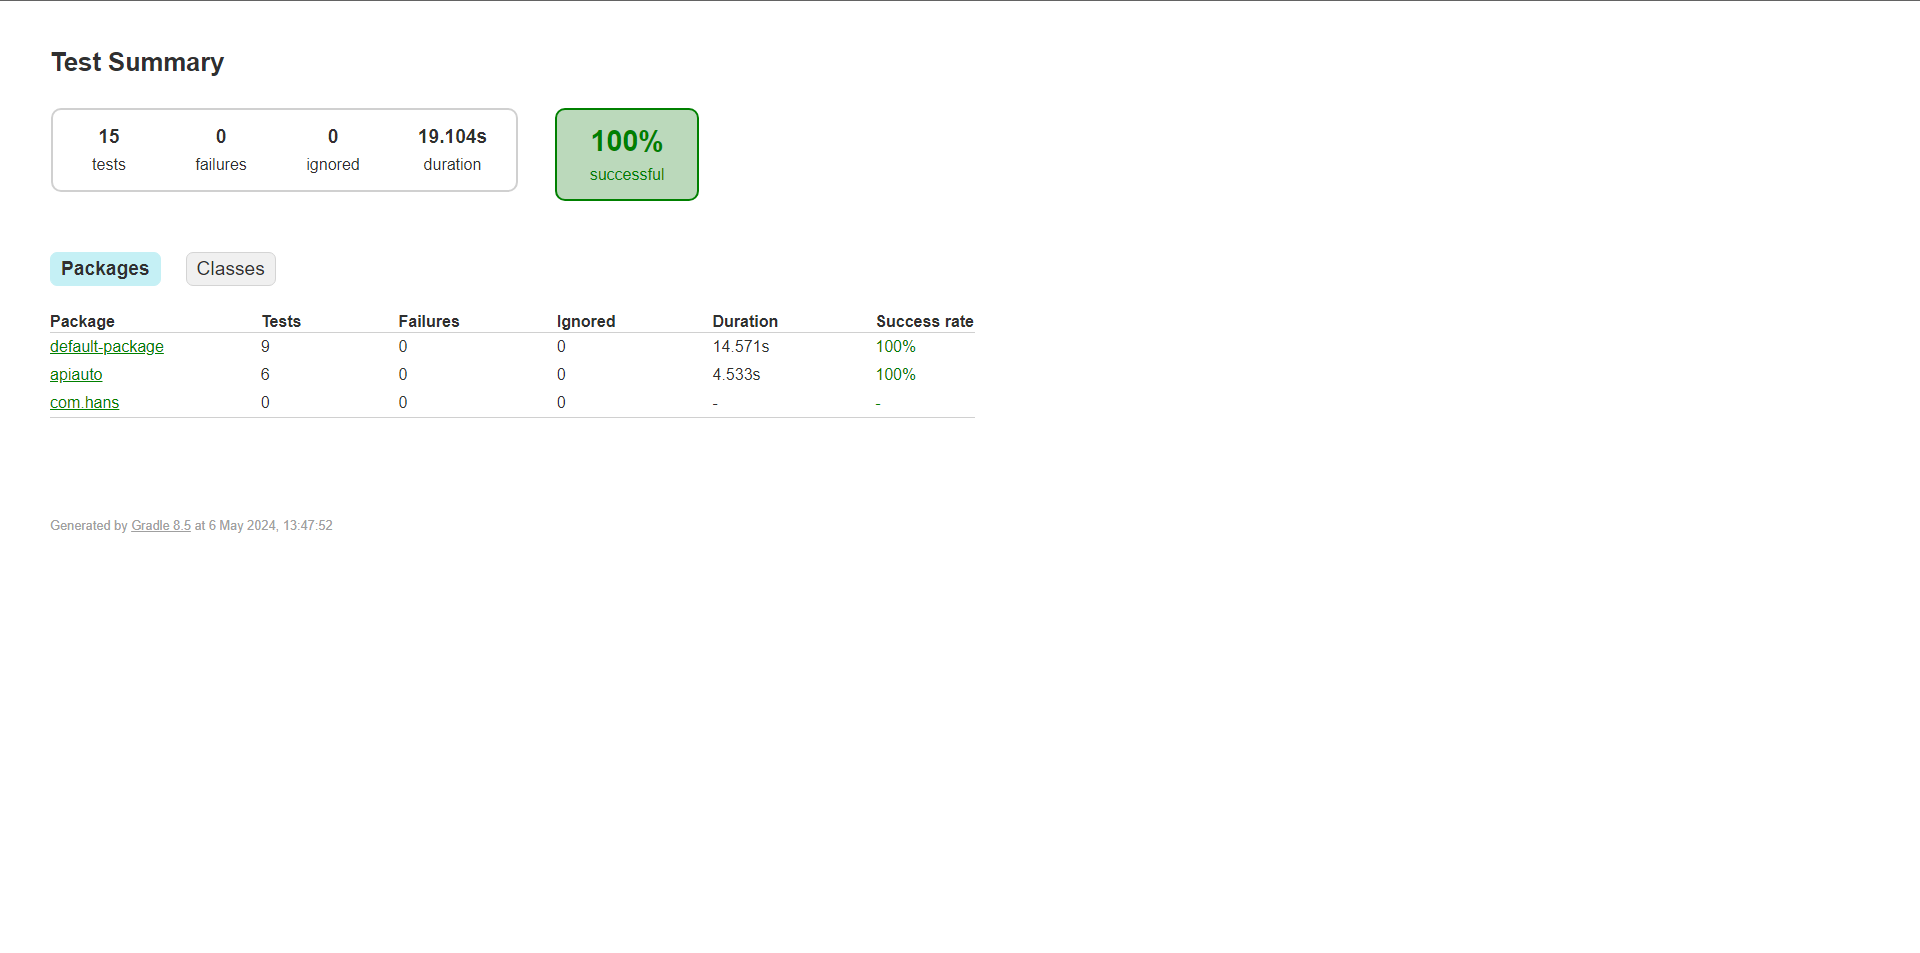 Test Summary
15 0 0 19.104s
tests failures ignored duration
100%
successful
Packages Classes
Package Tests Failures Ignored Duration Success rate
default-package 9 0 0 14.571s 100%
apiauto 6 0 0 4.533s 100%
com.hans 0 0 0 - -
Generated by Gradle 8.5 at 6 May 2024, 13:47:52